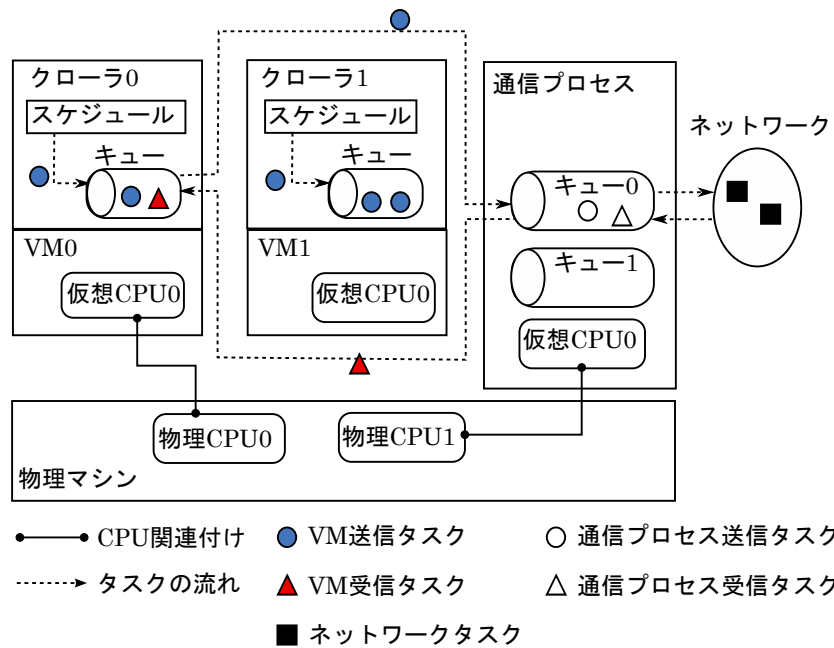 クローラ0
スケジュール
キュー
VM0
仮想CPU0
クローラ1
スケジュール
キュー
VM1
仮想CPU0
通信プロセス
キュー0
キュー1
仮想CPU0
ネットワーク
物理CPU0
物理CPU1
物理マシン
CPU関連付け
VM送信タスク
通信プロセス送信タスク
タスクの流れ
VM受信タスク
通信プロセス受信タスク
ネットワークタスク